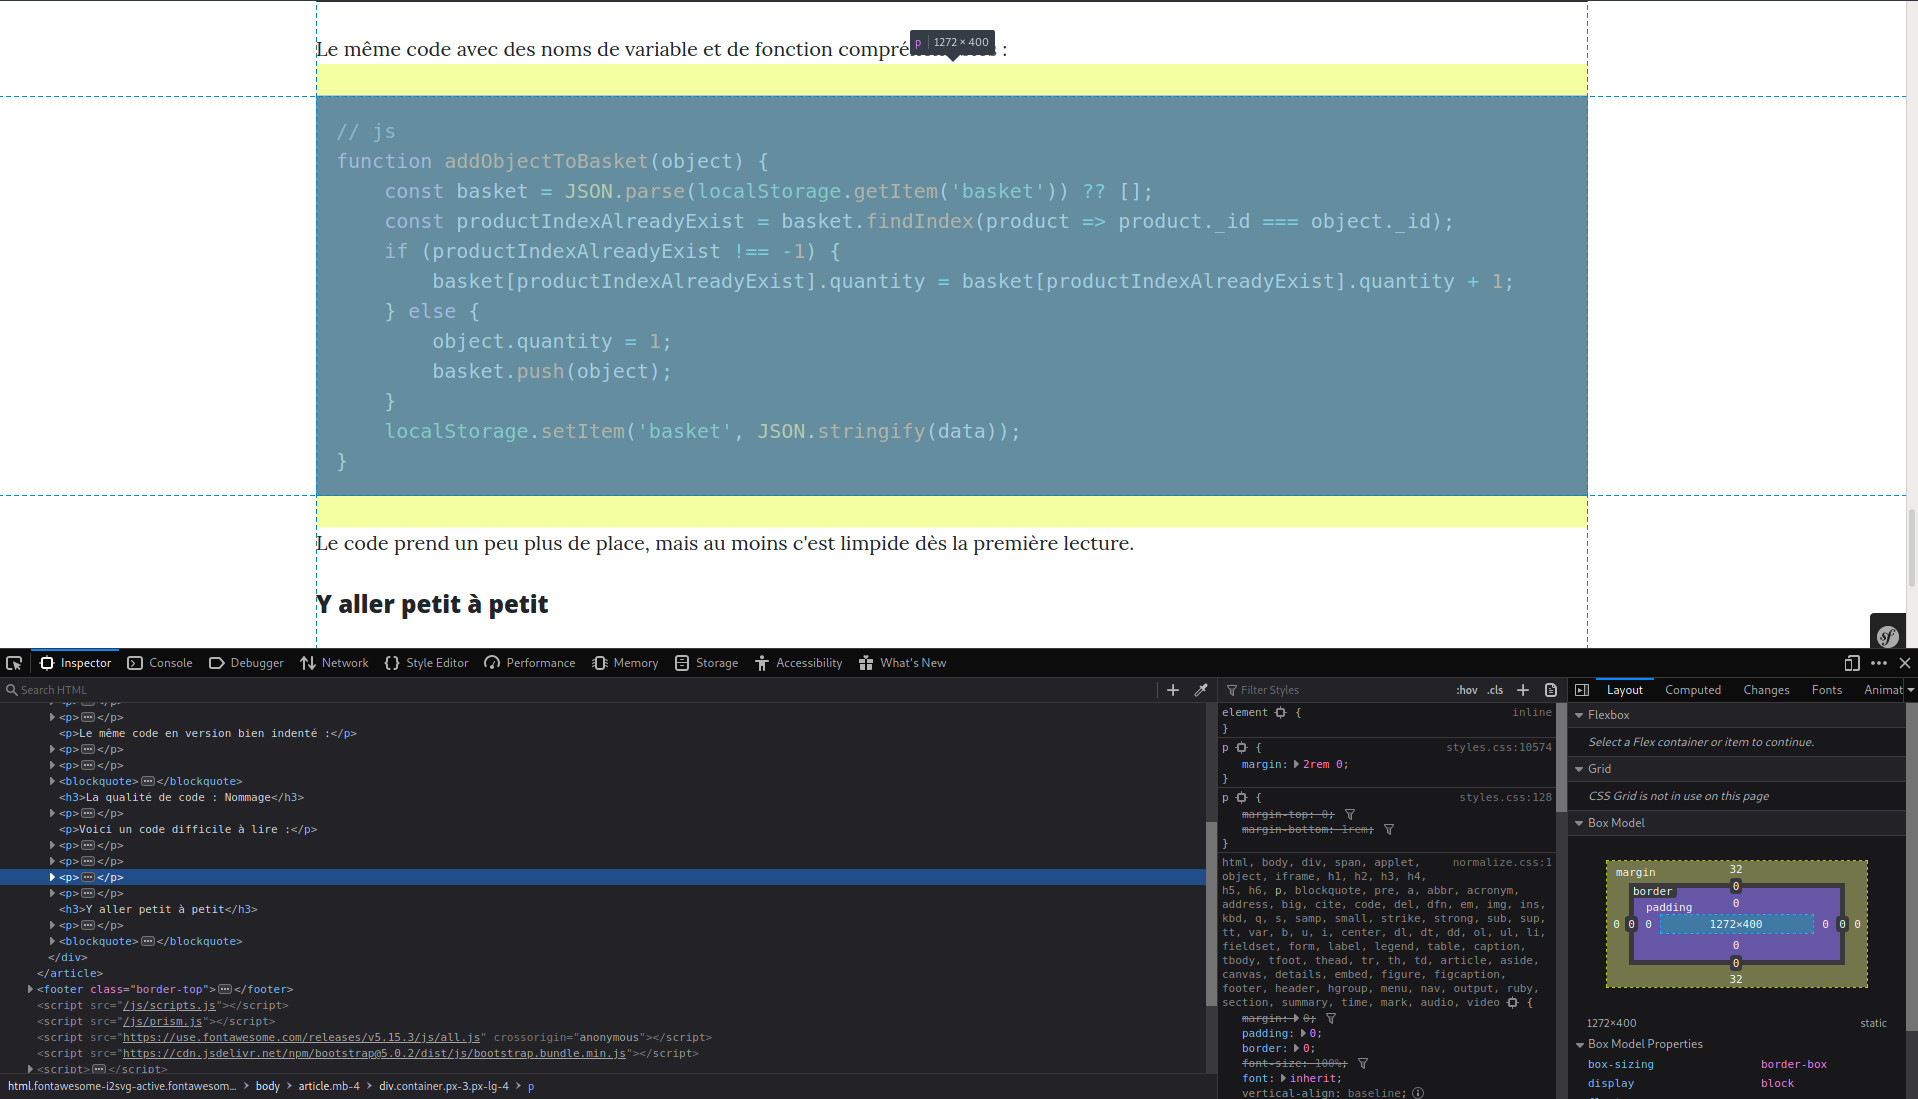 Le même code avec des noms de variable et de fonction compré :
p 1272 × 400
// js
function addObjectToBasket(object) {
const basket = JSON.parse(localStorage.getItem('basket')) ?? [];
const productIndexAlreadyExist = basket.findIndex(product => product._id === object._id);
if (productIndexAlreadyExist !== -1) {
basket[productIndexAlreadyExist].quantity = basket[productIndexAlreadyExist].quantity + 1;
} else {
object.quantity = 1;
basket.push(object);
}
localStorage.setItem('basket', JSON.stringify(data));
}
Le code prend un peu plus de place, mais au moins c'est limpide dès la première lecture.
Y aller petit à petit
sf
Inspector Console Debugger Network Style Editor Performance Memory Storage Accessibility What's New
Search HTML
<p></p>
<p>Le même code en version bien indenté :</p>
<p></p>
<p></p>
<blockquote></blockquote>
<h3>La qualité de code : Nommage</h3>
<p></p>
<p>Voici un code difficile à lire :</p>
<p></p>
<p></p>
<p></p>
<p></p>
<h3>Y aller petit à petit</h3>
<p></p>
<blockquote></blockquote>
</div>
</article>
<footer class="border-top"></footer>
<script src="/js/scripts.js"></script>
<script src="/js/prism.js"></script>
<script src="https://use.fontawesome.com/releases/v5.15.3/js/all.js" crossorigin="anonymous"></script>
<script src="https://cdn.jsdelivr.net/npm/bootstrap@5.0.2/dist/js/bootstrap.bundle.min.js"></script>
<script></script>
html.fontawesome-i2svg-active.fontawesom… > body > article.mb-4 > div.container.px-3.px-lg-4 > p
Filter Styles :hov .cls
element { inline
}
p { styles.css:10574
margin: 2rem 0;
}
p { styles.css:128
margin-top: 0;
margin-bottom: 1rem;
}
html, body, div, span, applet, normalize.css:1
object, iframe, h1, h2, h3, h4,
h5, h6, p, blockquote, pre, a, abbr, acronym,
address, big, cite, code, del, dfn, em, img, ins,
kbd, q, s, samp, small, strike, strong, sub, sup,
tt, var, b, u, i, center, dl, dt, dd, ol, ul, li,
fieldset, form, label, legend, table, caption,
tbody, tfoot, thead, tr, th, td, article, aside,
canvas, details, embed, figure, figcaption,
footer, header, hgroup, menu, nav, output, ruby,
section, summary, time, mark, audio, video {
margin: 0;
padding: 0;
border: 0;
font-size: 100%;
font: inherit;
vertical-align: baseline;
Layout Computed Changes Fonts Animat
Flexbox
Select a Flex container or item to continue.
Grid
CSS Grid is not in use on this page
Box Model
margin 32
border 0
padding 0
0 0 0 1272×400 0 0 0
0
0
32
1272×400 static
Box Model Properties
box-sizing border-box
display block